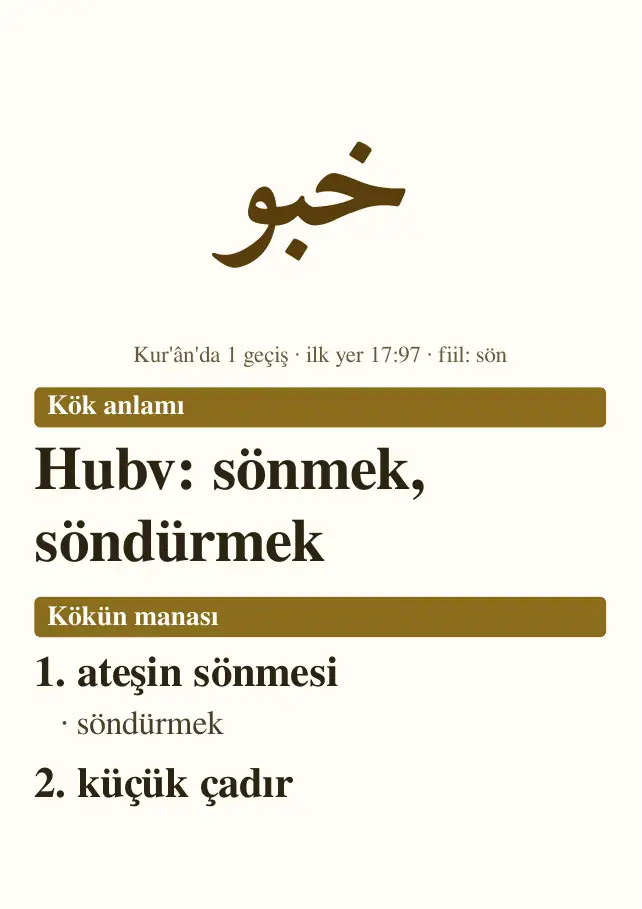 خبو
Kur'ân'da 1 geçiş · ilk yer 17:97 · fiil: sön
Kök anlamı
Hubv: sönmek,
söndürmek
Kökün manası
1. ateşin sönmesi
· söndürmek
2. küçük çadır